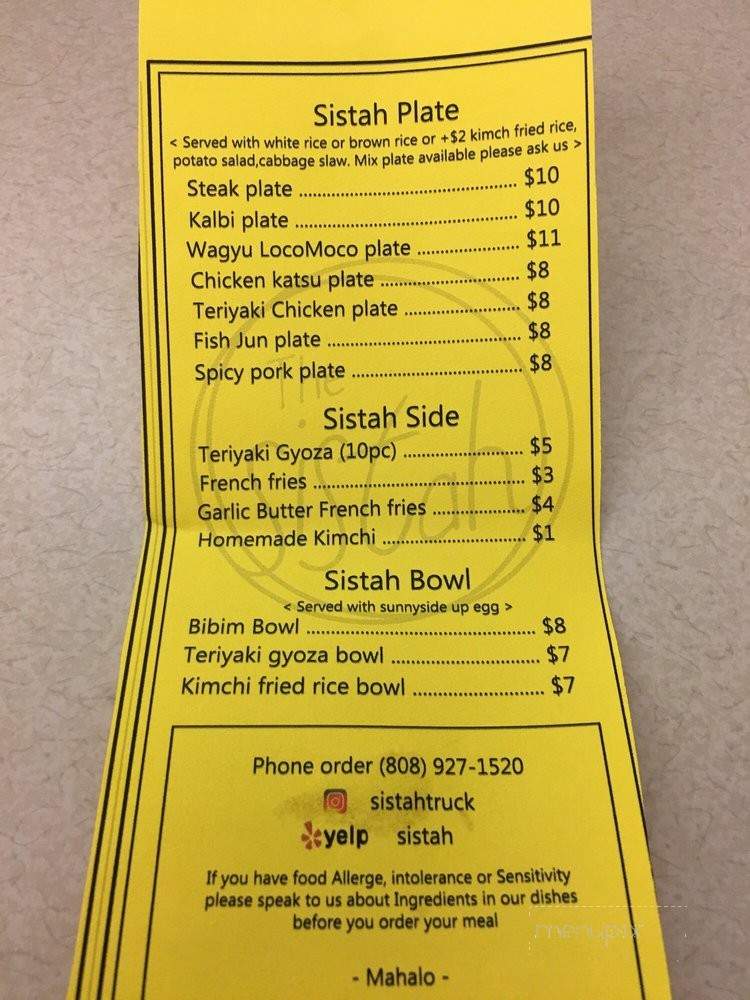 Sistah Plate
< Served with white rice or brown rice or +$2 kimch fried rice,
potato salad,cabbage slaw. Mix plate available please ask us >
Steak plate ........................................ $10
Kalbi plate ......................................... $10
Wagyu LocoMoco plate ................... $11
Chicken katsu plate ............................... $8
Teriyaki Chicken plate ..................... $8
Fish Jun plate .................................... $8
Spicy pork plate ............................... $8
Sistah Side
Teriyaki Gyoza (10pc) ...................... $5
French fries ....................................... $3
Garlic Butter French fries ................. $4
Homemade Kimchi .......................... $1
Sistah Bowl
< Served with sunnyside up egg >
Bibim Bowl .......................................... $8
Teriyaki gyoza bowl ........................... $7
Kimchi fried rice bowl ........................ $7
The
sistah
Phone order (808) 927-1520
sistahtruck
yelp sistah
If you have food Allerge, intolerance or Sensitivity
please speak to us about Ingredients in our dishes
before you order your meal
menupix
- Mahalo -